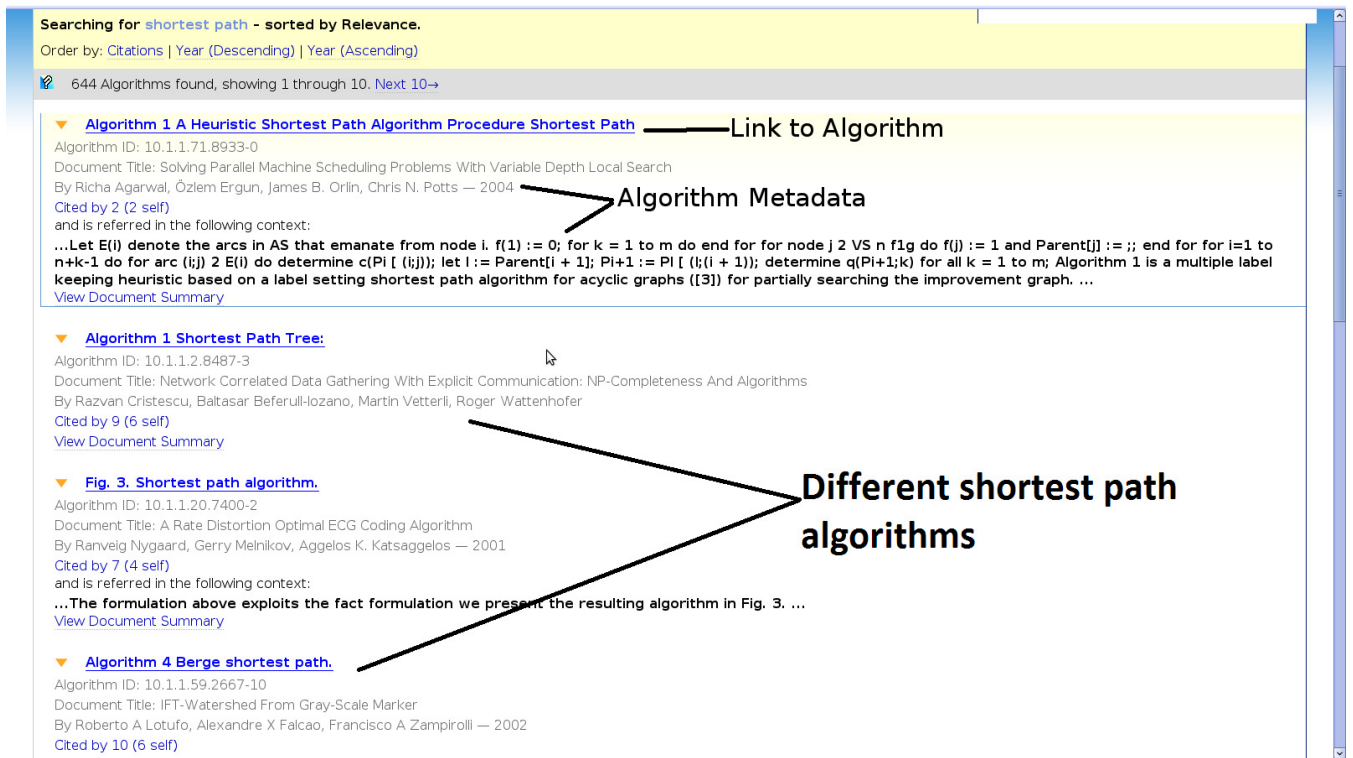 Searching for shortest path - sorted by Relevance.
Order by: Citations | Year (Descending) | Year (Ascending)
644 Algorithms found, showing 1 through 10. Next 10→
Algorithm 1 A Heuristic Shortest Path Algorithm Procedure Shortest Path
Link to Algorithm
Algorithm ID: 10.1.1.71.8933-0
Document Title: Solving Parallel Machine Scheduling Problems With Variable Depth Local Search
By Richa Agarwal, Özlem Ergun, James B. Orlin, Chris N. Potts — 2004
Algorithm Metadata
Cited by 2 (2 self)
and is referred in the following context:
...Let E(i) denote the arcs in AS that emanate from node i. f(1) := 0; for k = 1 to m do end for for node j 2 VS n f1g do f(j) := 1 and Parent[j] := ;; end for for i=1 to
n+k-1 do for arc (i;j) 2 E(i) do determine c(Pi [ (i;j)); let l := Parent[i + 1]; Pi+1 := Pl [ (l;(i + 1)); determine q(Pi+1;k) for all k = 1 to m; Algorithm 1 is a multiple label
keeping heuristic based on a label setting shortest path algorithm for acyclic graphs ([3]) for partially searching the improvement graph. ...
View Document Summary
Algorithm 1 Shortest Path Tree:
Algorithm ID: 10.1.1.2.8487-3
Document Title: Network Correlated Data Gathering With Explicit Communication: NP-Completeness And Algorithms
By Razvan Cristescu, Baltasar Beferull-lozano, Martin Vetterli, Roger Wattenhofer
Cited by 9 (6 self)
View Document Summary
Different shortest path
algorithms
Fig. 3. Shortest path algorithm.
Algorithm ID: 10.1.1.20.7400-2
Document Title: A Rate Distortion Optimal ECG Coding Algorithm
By Ranveig Nygaard, Gerry Melnikov, Aggelos K. Katsaggelos — 2001
Cited by 7 (4 self)
and is referred in the following context:
...The formulation above exploits the fact formulation we present the resulting algorithm in Fig. 3. ...
View Document Summary
Algorithm 4 Berge shortest path.
Algorithm ID: 10.1.1.59.2667-10
Document Title: IFT-Watershed From Gray-Scale Marker
By Roberto A Lotufo, Alexandre X Falcao, Francisco A Zampirolli — 2002
Cited by 10 (6 self)